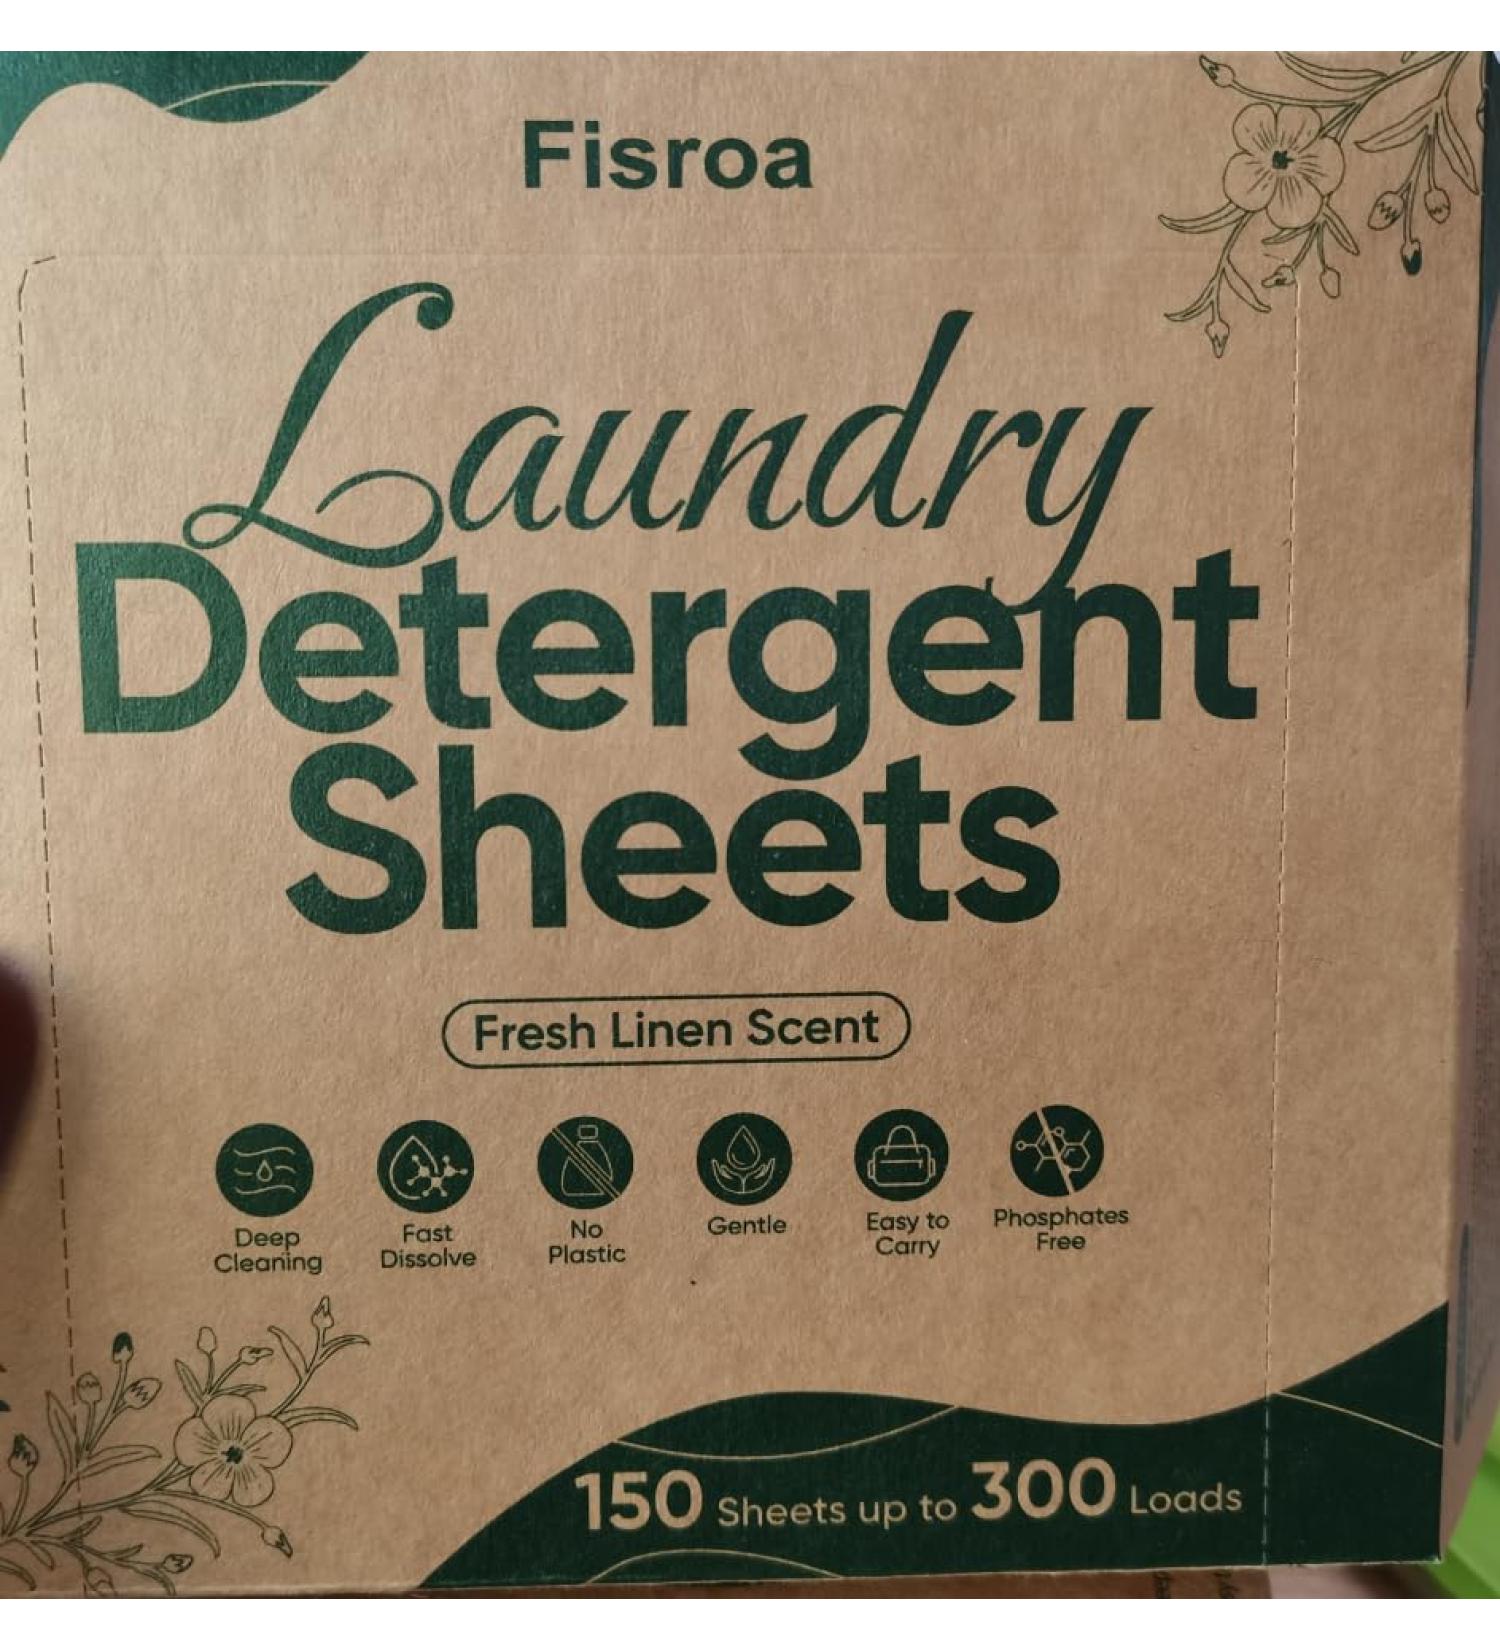 Fisroa
Laundry
Detergent
Sheets
Fresh Linen Scent
Deep
Cleaning
Fast
Dissolve
No
Plastic
Gentle
Easy to
Carry
Phosphates
Free
150 Sheets up to 300 Loads